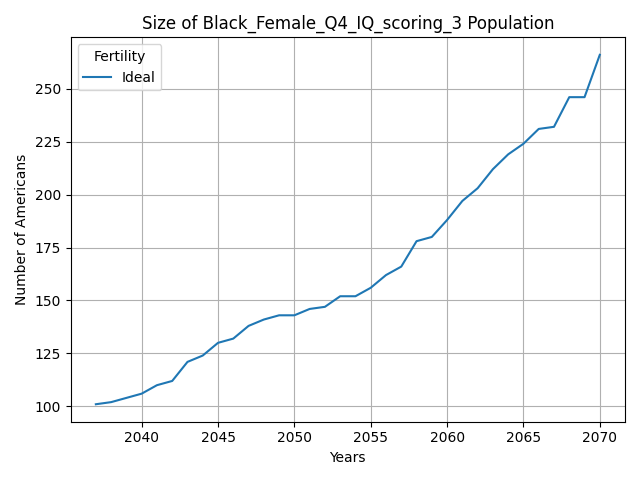 Size of Black_Female_Q4_IQ_scoring_3 Population
Fertility
Ideal
Number of Americans
250
225
200
175
150
125
100
2040 2045 2050 2055 2060 2065 2070
Years